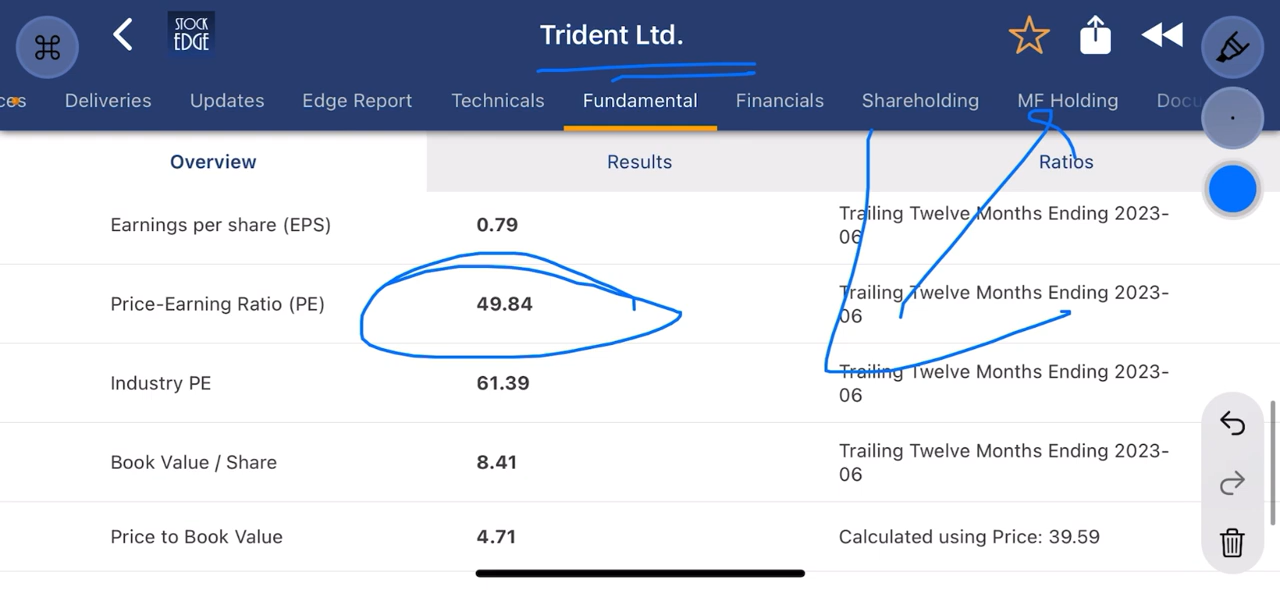 STOCK
EDGE
Trident Ltd.
Deliveries Updates Edge Report Technicals Fundamental Financials Shareholding MF Holding
Overview Results Ratios
Earnings per share (EPS) 0.79 Trailing Twelve Months Ending 2023-
06
Price-Earning Ratio (PE) 49.84 Trailing Twelve Months Ending 2023-
06
Industry PE 61.39 Trailing Twelve Months Ending 2023-
06
Book Value / Share 8.41 Trailing Twelve Months Ending 2023-
06
Price to Book Value 4.71 Calculated using Price: 39.59